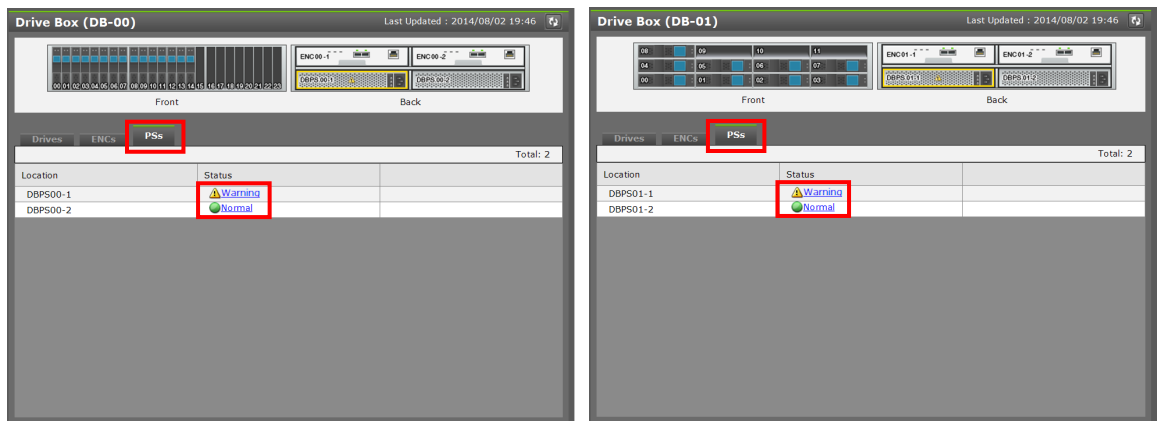 Drive Box (DB-00)
Last Updated : 2014/08/02 19:46
ENC00-1
ENC00-2
DBPS00-1
DBPS00-2
00 01 02 03 04 05 06 07 08 09 10 11 12 13 14 15 16 17 18 19 20 21 22 23
Front
Back
Drives
ENCs
PSs
Total: 2
Location
Status
DBPS00-1
Warning
DBPS00-2
Normal
Drive Box (DB-01)
Last Updated : 2014/08/02 19:46
08 09 10 11
04 05 06 07
00 01 02 03
ENC01-1
ENC01-2
DBPS01-1
DBPS01-2
Front
Back
Drives
ENCs
PSs
Total: 2
Location
Status
DBPS01-1
Warning
DBPS01-2
Normal